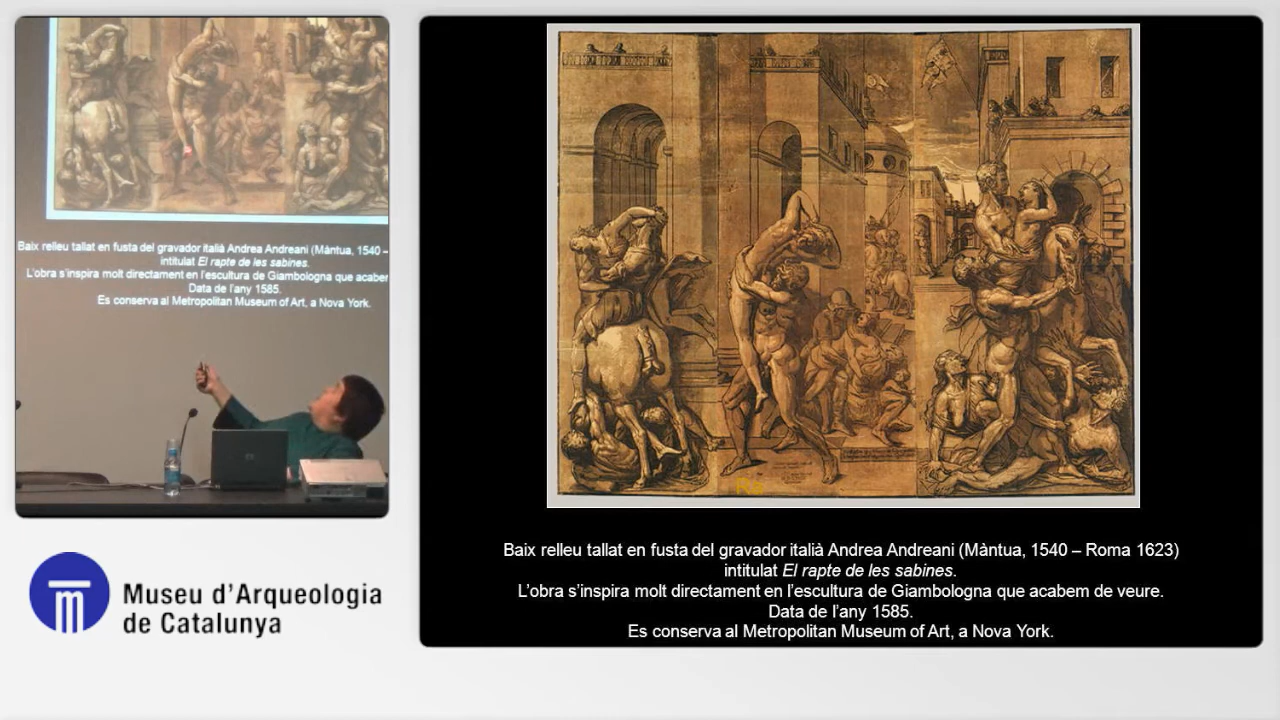 Baix relleu tallat en fusta del gravador italià Andrea Andreani (Màntua, 1540 –
intitulat El rapte de les sabines.
L'obra s'inspira molt directament en l'escultura de Giambologna que acabem
Data de l'any 1585.
Es conserva al Metropolitan Museum of Art, a Nova York.
Museu d'Arqueologia
de Catalunya
Re
Baix relleu tallat en fusta del gravador italià Andrea Andreani (Màntua, 1540 – Roma 1623)
intitulat El rapte de les sabines.
L'obra s'inspira molt directament en l'escultura de Giambologna que acabem de veure.
Data de l'any 1585.
Es conserva al Metropolitan Museum of Art, a Nova York.